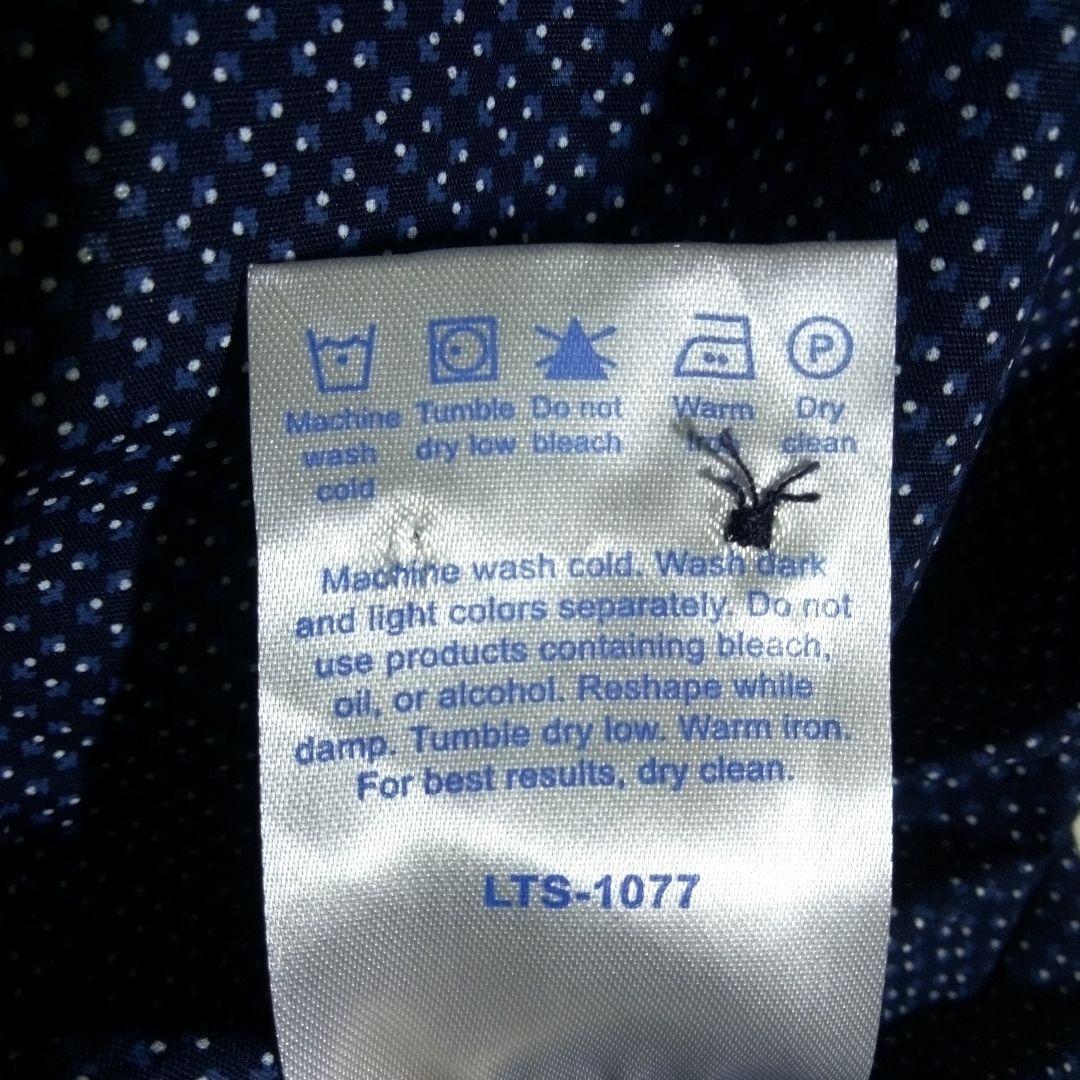 P
Machine Tumble Do not Warm Dry
wash dry low bleach Iron clean
cold
Machine wash cold. Wash dark
and light colors separately. Do not
use products containing bleach,
oil, or alcohol. Reshape while
damp. Tumble dry low. Warm iron.
For best results, dry clean.
LTS-1077